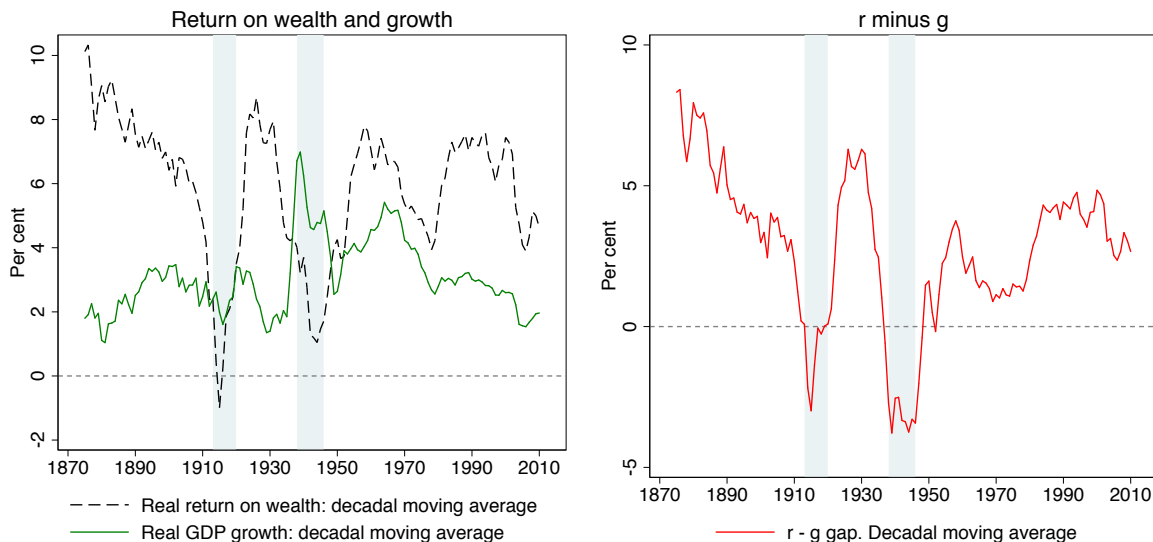 Return on wealth and growth
Per cent
10
8
6
4
2
0
-2
1870 1890 1910 1930 1950 1970 1990 2010
Real return on wealth: decadal moving average
Real GDP growth: decadal moving average
r minus g
Per cent
10
5
0
-5
1870 1890 1910 1930 1950 1970 1990 2010
r - g gap. Decadal moving average